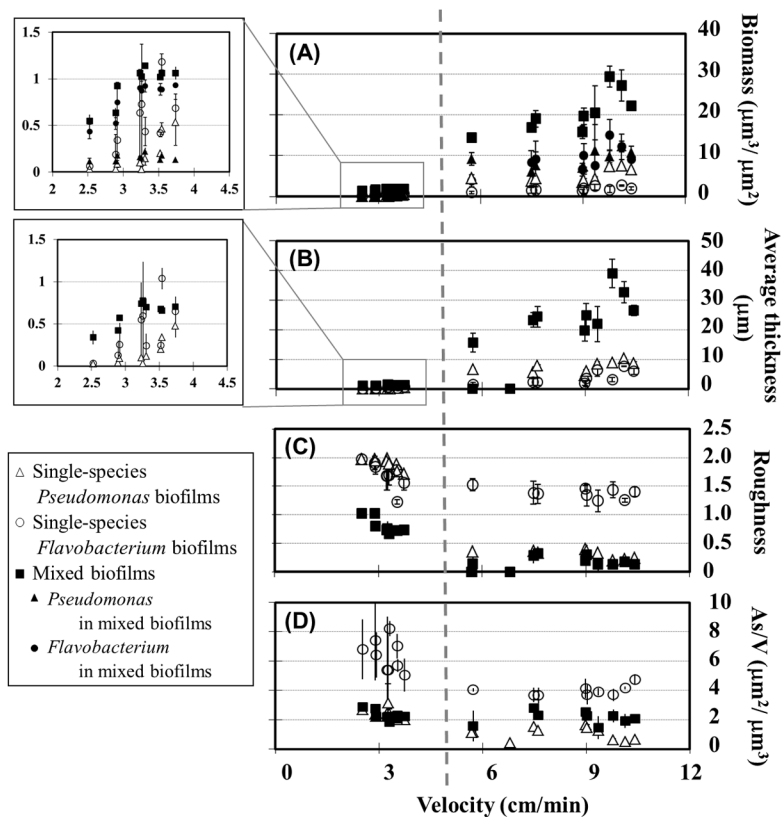 1.5
1
0.5
0
2 2.5 3 3.5 4 4.5
(A)
40
30
20
10
0
Biomass (µm³/ µm²)
1.5
1
0.5
0
2 2.5 3 3.5 4 4.5
(B)
50
40
30
20
10
0
Average thickness
(µm)
(C)
2.5
2.0
1.5
1.0
0.5
0
Roughness
(D)
10
8
6
4
2
0
As/V (µm²/ µm³)
0 3 6 9 12
Velocity (cm/min)
Single-species
Pseudomonas biofilms
Single-species
Flavobacterium biofilms
Mixed biofilms
Pseudomonas
in mixed biofilms
Flavobacterium
in mixed biofilms